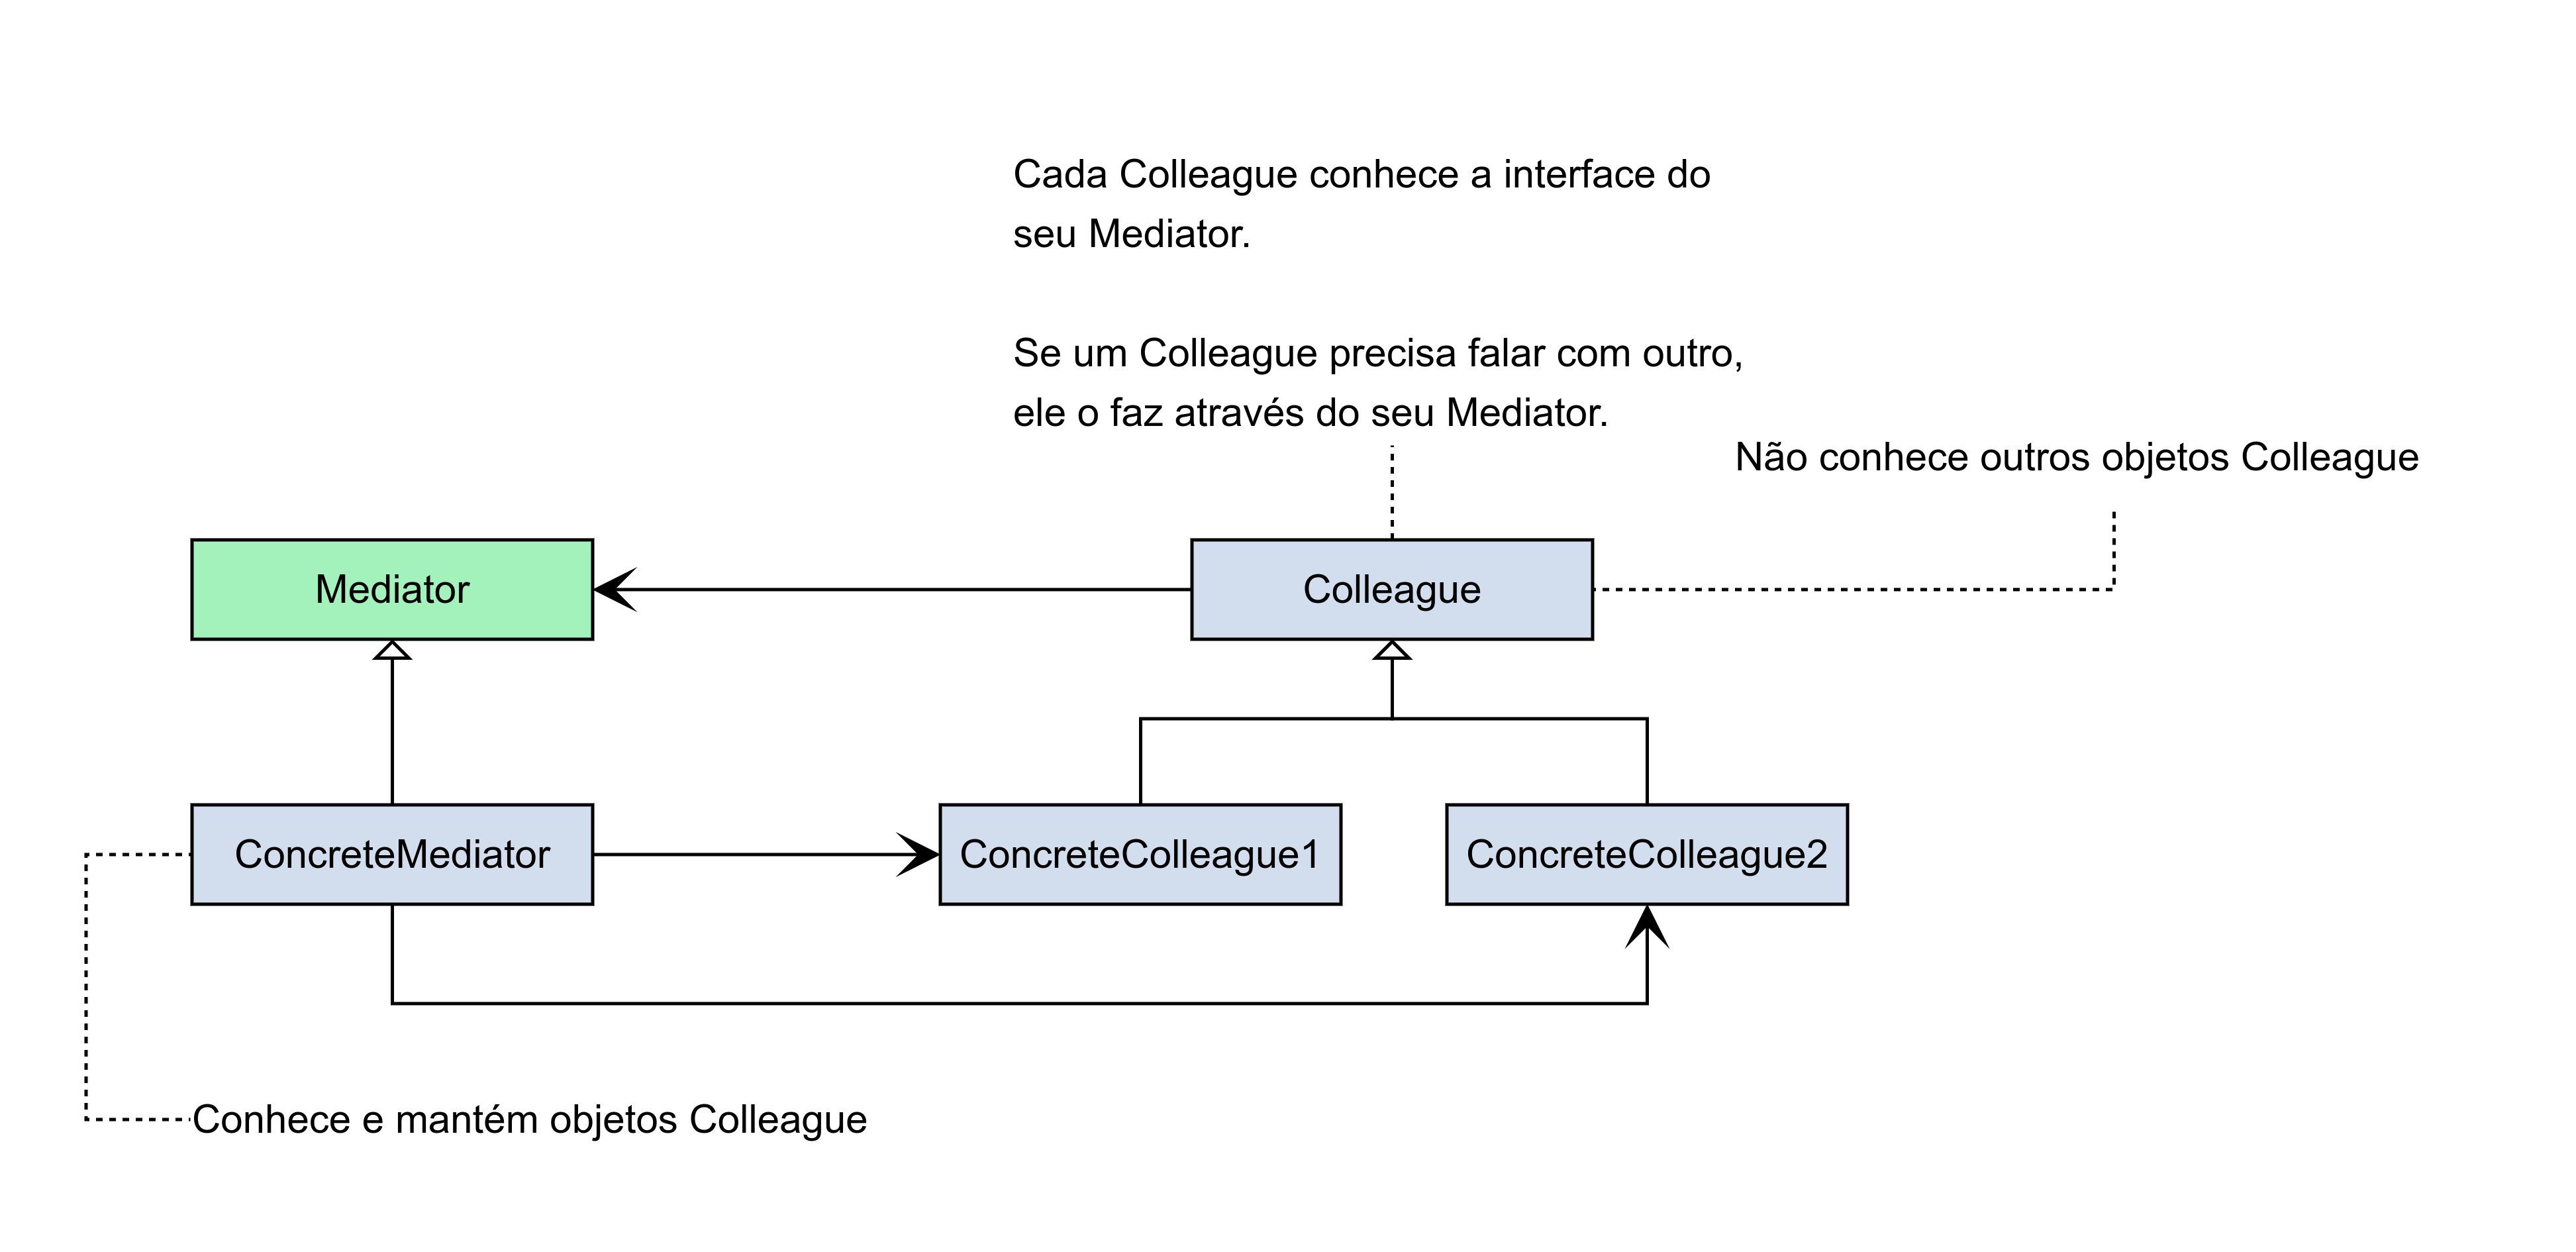 Cada Colleague conhece a interface do
seu Mediator.
Se um Colleague precisa falar com outro,
ele o faz através do seu Mediator.
Não conhece outros objetos Colleague
Mediator
Colleague
ConcreteMediator
ConcreteColleague1
ConcreteColleague2
Conhece e mantém objetos Colleague